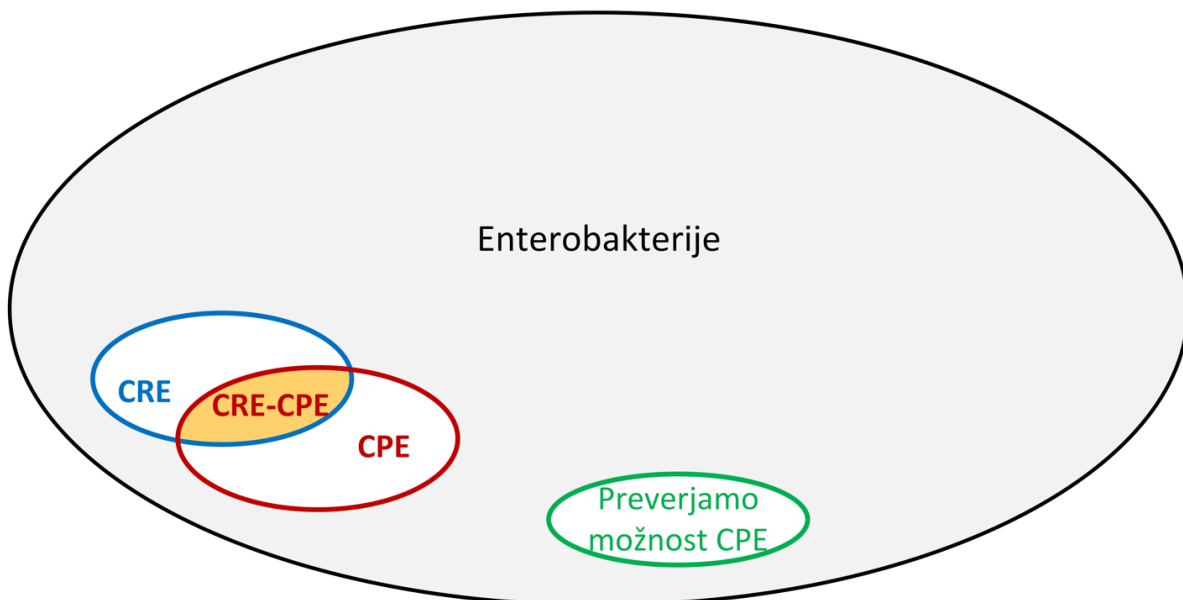 Enterobakterije
CRE
CRE-CPE
CPE
Preverjamo
možnost CPE